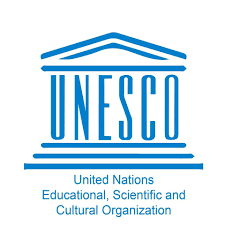 UNESCO
United Nations
Educational, Scientific and
Cultural Organization